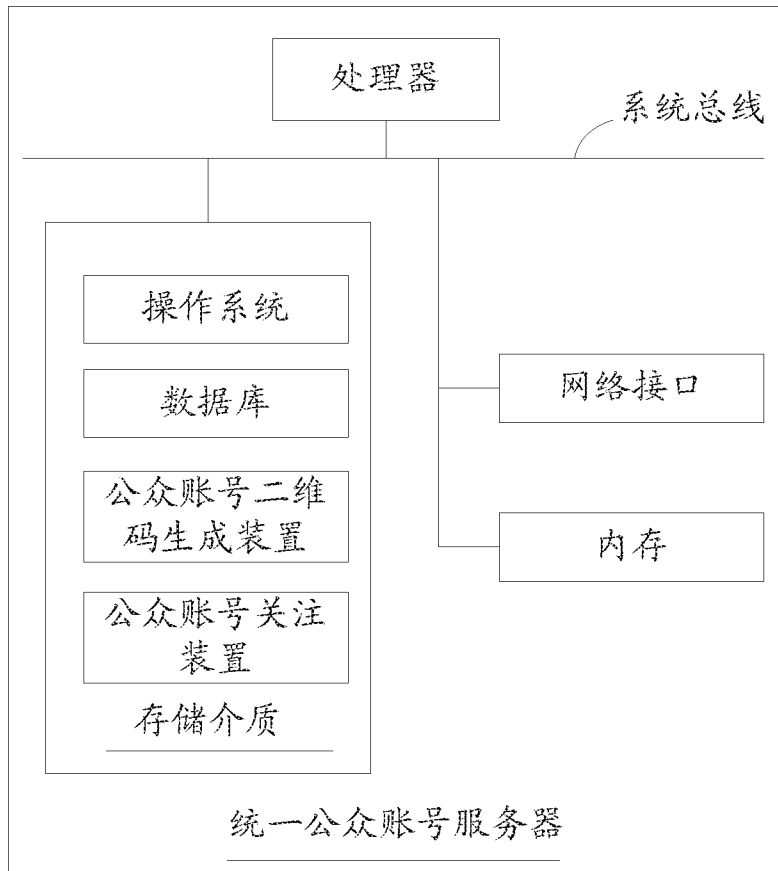 处理器
系统总线
操作系统
数据库
公众账号二维
码生成装置
公众账号关注
装置
存储介质
网络接口
内存
统一公众账号服务器